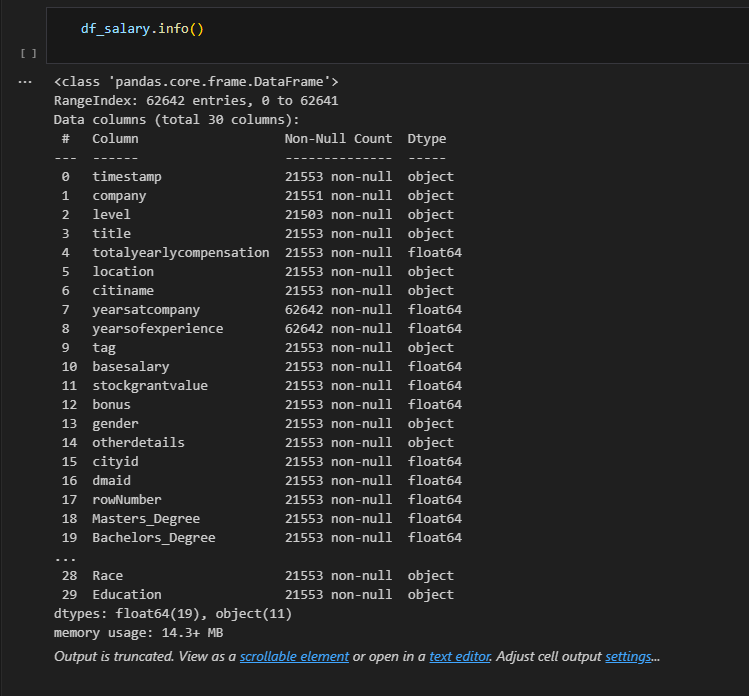 df_salary.info()
[ ]
... <class 'pandas.core.frame.DataFrame'>
RangeIndex: 62642 entries, 0 to 62641
Data columns (total 30 columns):
 #   Column                   Non-Null Count  Dtype
---  ------                   --------------  -----
 0   timestamp                21553 non-null  object
 1   company                  21551 non-null  object
 2   level                    21503 non-null  object
 3   title                    21553 non-null  object
 4   totalyearlycompensation  21553 non-null  float64
 5   location                 21553 non-null  object
 6   citiname                 21553 non-null  object
 7   yearsatcompany           62642 non-null  float64
 8   yearsofexperience        62642 non-null  float64
 9   tag                      21553 non-null  object
 10  basesalary               21553 non-null  float64
 11  stockgrantvalue          21553 non-null  float64
 12  bonus                    21553 non-null  float64
 13  gender                   21553 non-null  object
 14  otherdetails             21553 non-null  object
 15  cityid                   21553 non-null  float64
 16  dmaid                    21553 non-null  float64
 17  rowNumber                21553 non-null  float64
 18  Masters_Degree           21553 non-null  float64
 19  Bachelors_Degree         21553 non-null  float64
...
 28  Race                     21553 non-null  object
 29  Education                21553 non-null  object
dtypes: float64(19), object(11)
memory usage: 14.3+ MB
Output is truncated. View as a scrollable element or open in a text editor. Adjust cell output settings...